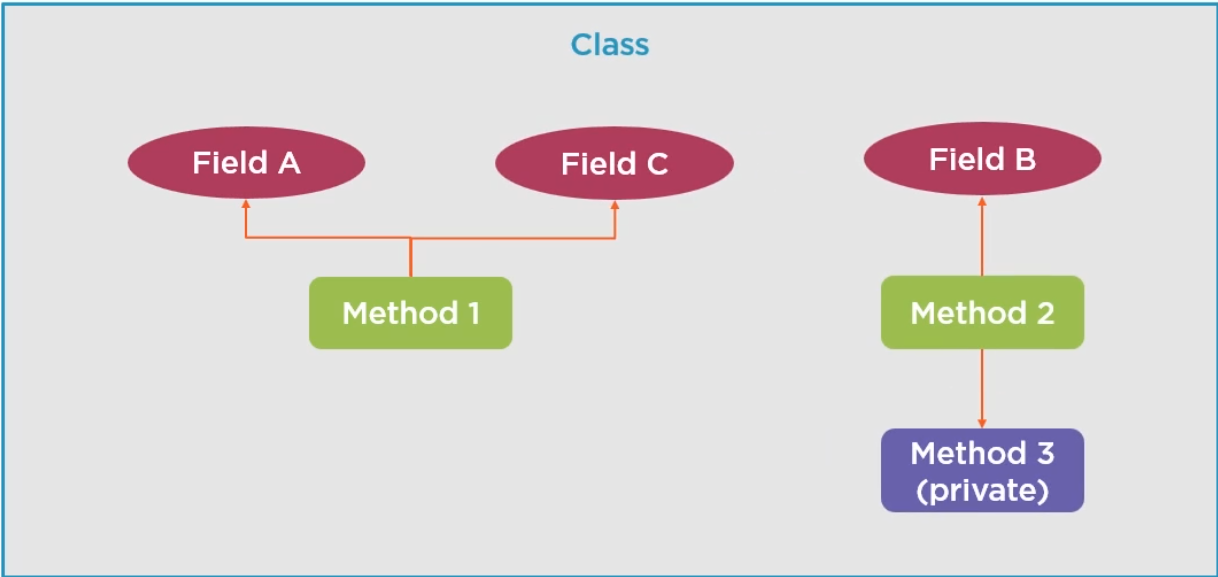 Class
Field A
Field C
Field B
Method 1
Method 2
Method 3
(private)